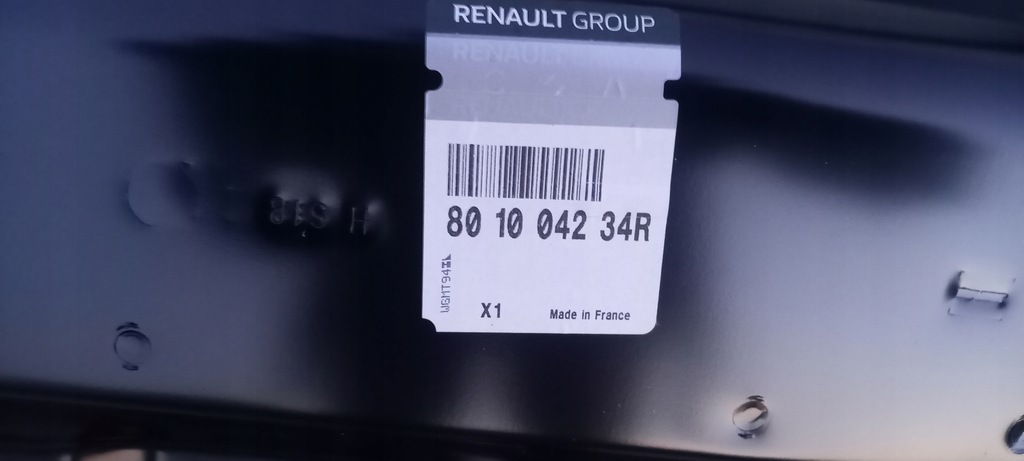 RENAULT GROUP
80 10 042 34R
X1
Made in France